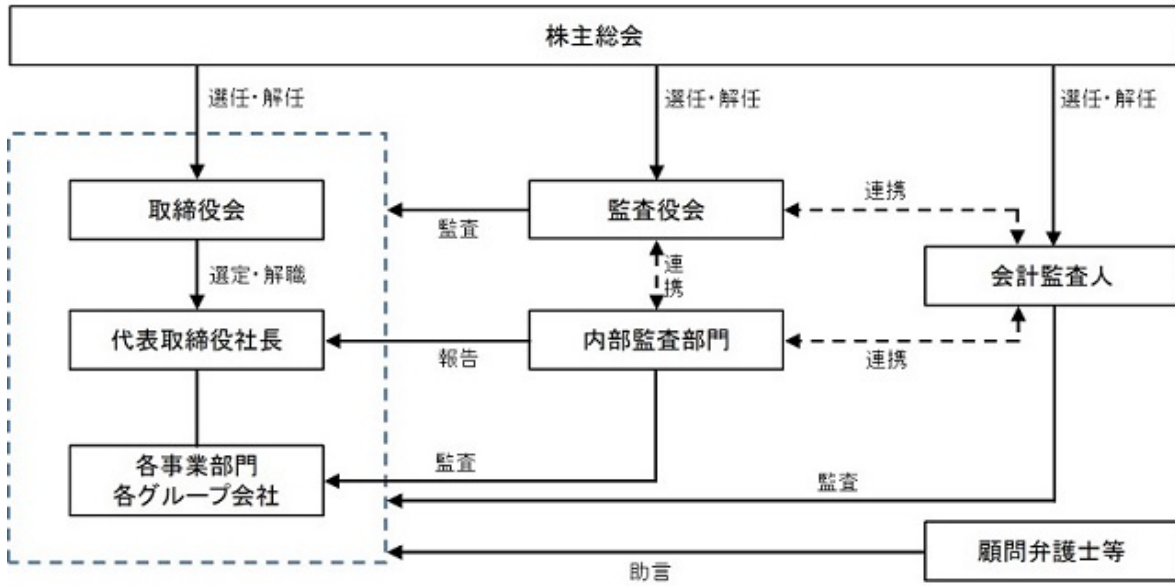 株主総会
選任・解任
選任・解任
選任・解任
取締役会
監査役会
連携
監査
選定・解職
連
携
会計監査人
代表取締役社長
内部監査部門
報告
連携
各事業部門
各グループ会社
監査
監査
顧問弁護士等
助言